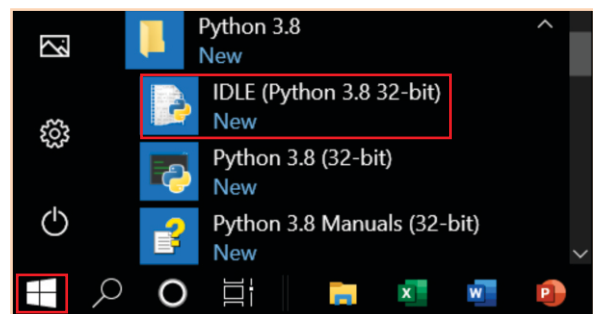 Python 3.8
New
IDLE (Python 3.8 32-bit)
New
Python 3.8 (32-bit)
New
Python 3.8 Manuals (32-bit)
New
X
W
P